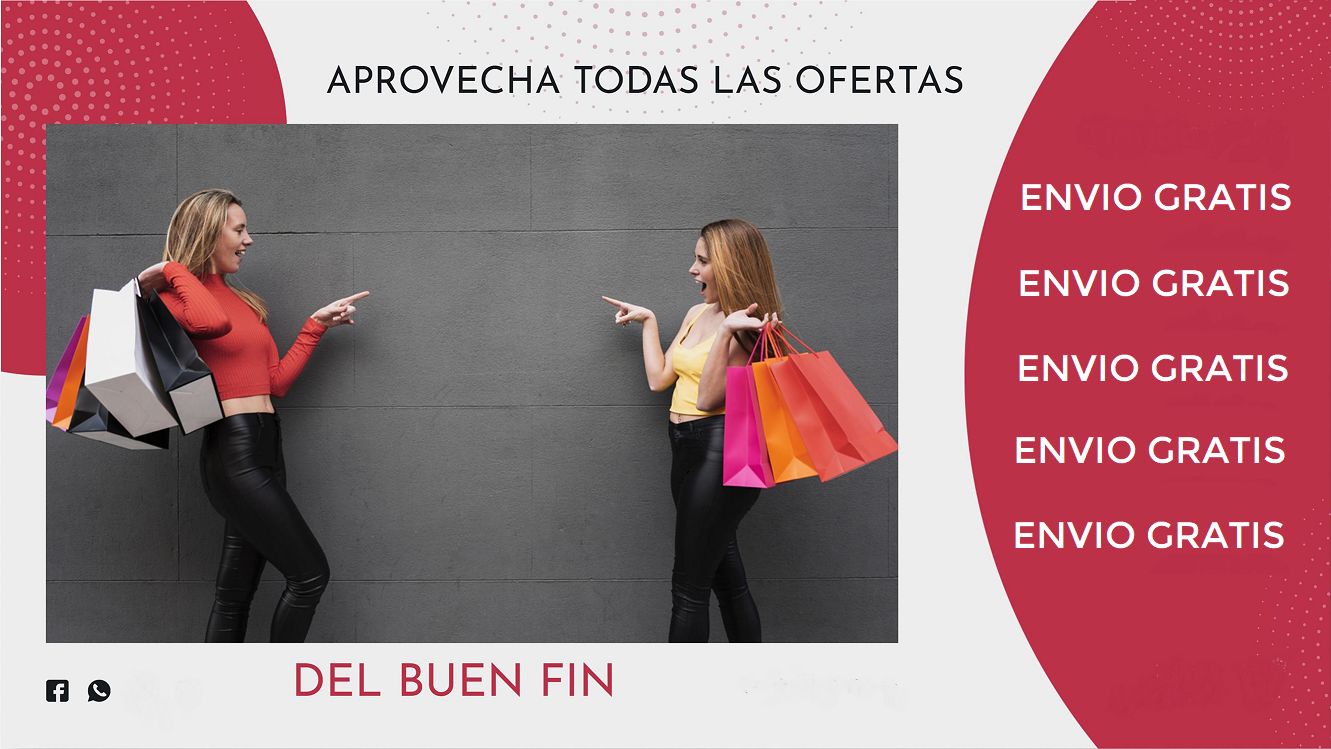 APROVECHA TODAS LAS OFERTAS
ENVIO GRATIS
ENVIO GRATIS
ENVIO GRATIS
ENVIO GRATIS
ENVIO GRATIS
DEL BUEN FIN